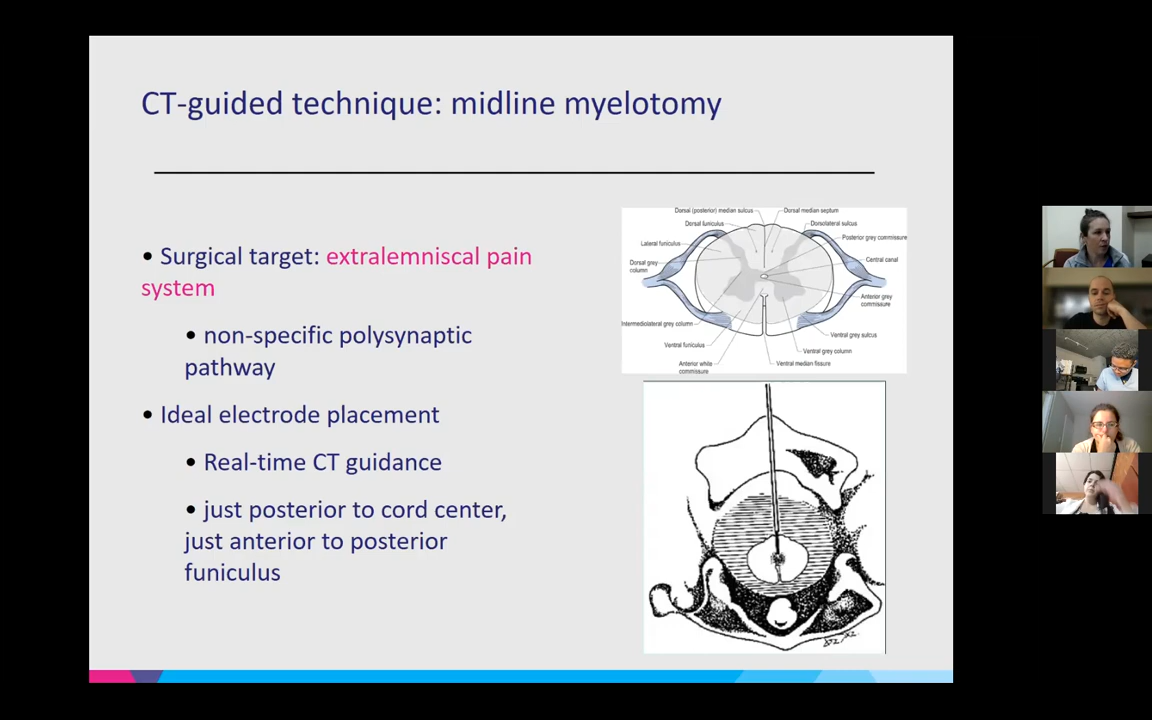 CT-guided technique: midline myelotomy
• Surgical target: extralemniscal pain
system
• non-specific polysynaptic
pathway
• Ideal electrode placement
• Real-time CT guidance
• just posterior to cord center,
just anterior to posterior
funiculus
Dorsal (posterior) median sulcus
Dorsal median septum
Dorsal funiculus
Dorsolateral sulcus
Lateral funiculus
Posterior grey commissure
Dorsal grey
column
Central canal
Anterior grey
commissure
Intermediolateral grey column
Ventral grey sulcus
Ventral funiculus
Ventral grey column
Anterior white
commissure
Ventral median fissure